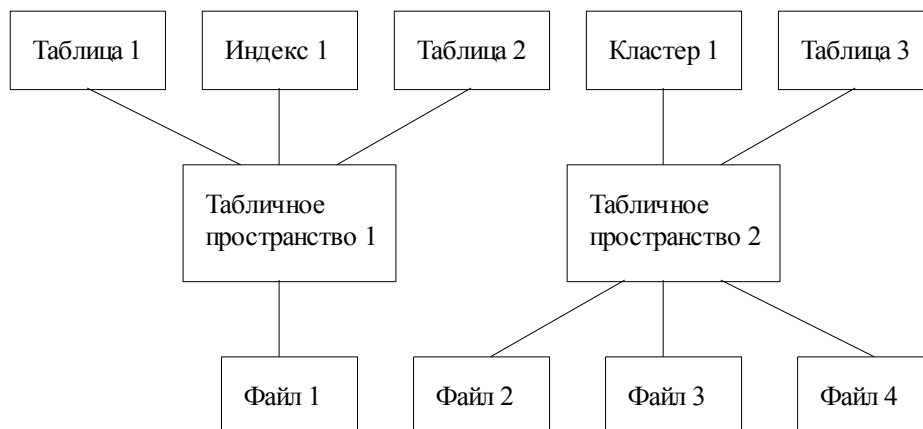 Таблица 1
Индекс 1
Таблица 2
Кластер 1
Таблица 3
Табличное
пространство 1
Табличное
пространство 2
Файл 1
Файл 2
Файл 3
Файл 4